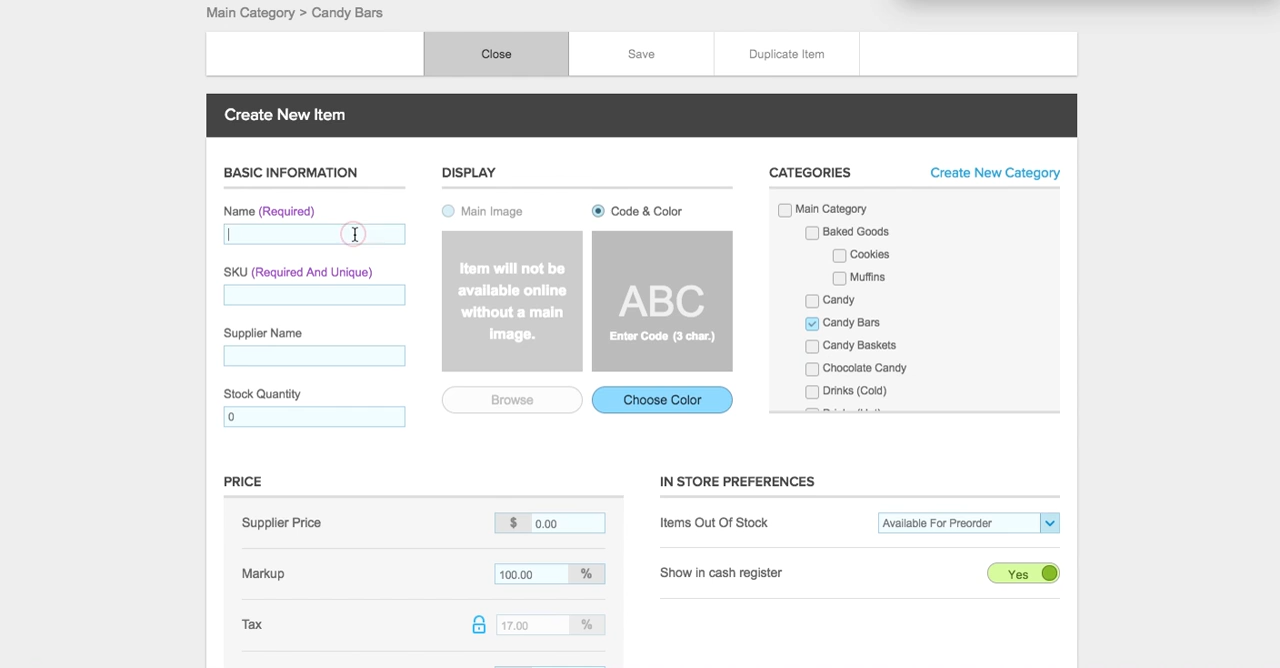 Main Category > Candy Bars
Close
Save
Duplicate Item
Create New Item
BASIC INFORMATION
Name (Required)
SKU (Required And Unique)
Supplier Name
Stock Quantity
0
DISPLAY
Main Image
Code & Color
Item will not be
available online
without a main
image.
ABC
Enter Code (3 char.)
Browse
Choose Color
CATEGORIES
Create New Category
Main Category
Baked Goods
Cookies
Muffins
Candy
Candy Bars
Candy Baskets
Chocolate Candy
Drinks (Cold)
PRICE
Supplier Price
$ 0.00
Markup
100.00 %
Tax
17.00 %
IN STORE PREFERENCES
Items Out Of Stock
Available For Preorder
Show in cash register
Yes